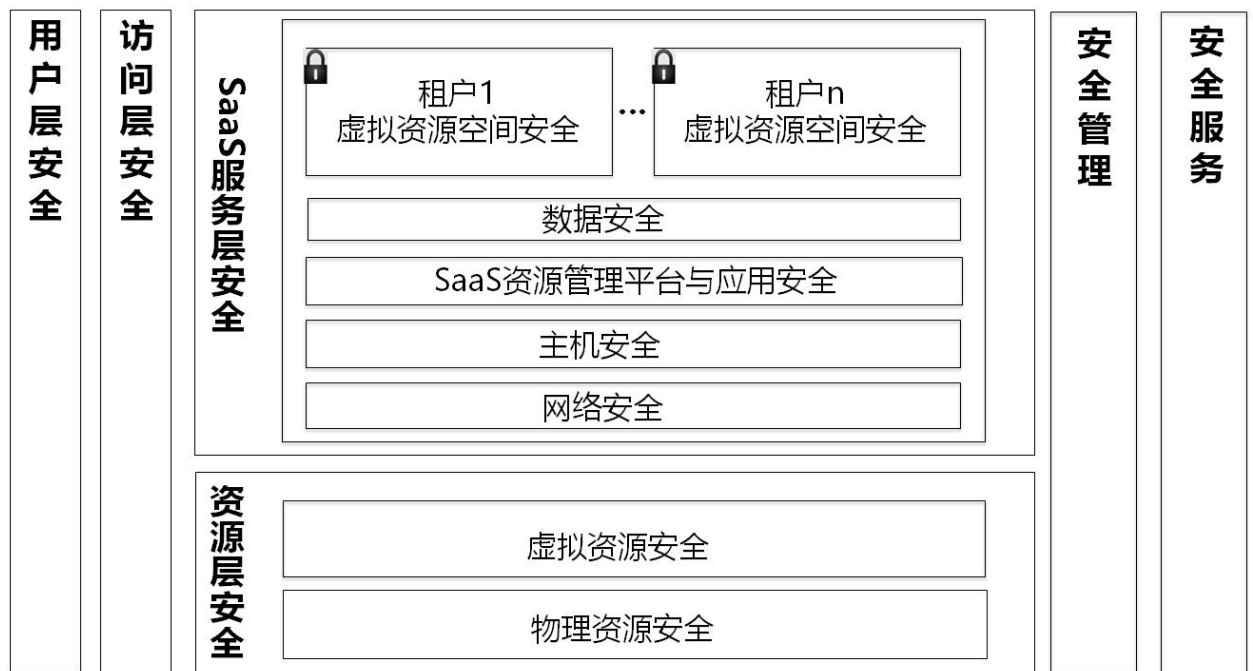 用户层安全
访问层安全
SaaS服务层安全
租户1
虚拟资源空间安全
...
租户n
虚拟资源空间安全
数据安全
SaaS资源管理平台与应用安全
主机安全
网络安全
资源层安全
虚拟资源安全
物理资源安全
安全管理
安全服务